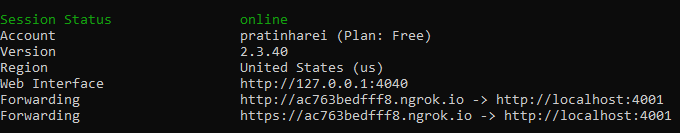 Session Status online
Account pratinharei (Plan: Free)
Version 2.3.40
Region United States (us)
Web Interface http://127.0.0.1:4040
Forwarding http://ac763bedfff8.ngrok.io -> http://localhost:4001
Forwarding https://ac763bedfff8.ngrok.io -> http://localhost:4001